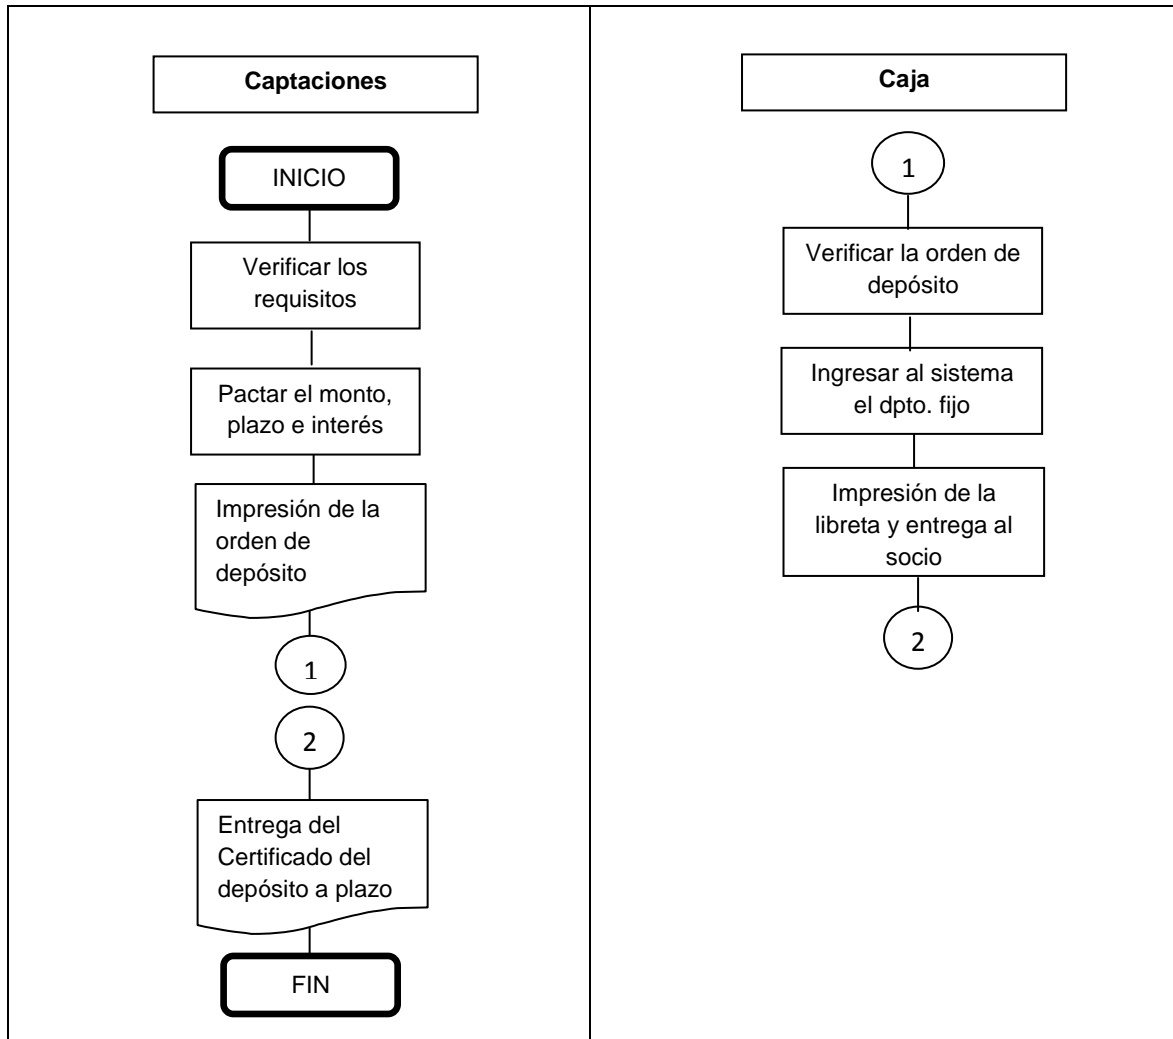 Captaciones
INICIO
Verificar los
requisitos
Pactar el monto,
plazo e interés
Impresión de la
orden de
depósito
1
2
Entrega del
Certificado del
depósito a plazo
FIN
Caja
1
Verificar la orden de
depósito
Ingresar al sistema
el dpto. fijo
Impresión de la
libreta y entrega al
socio
2